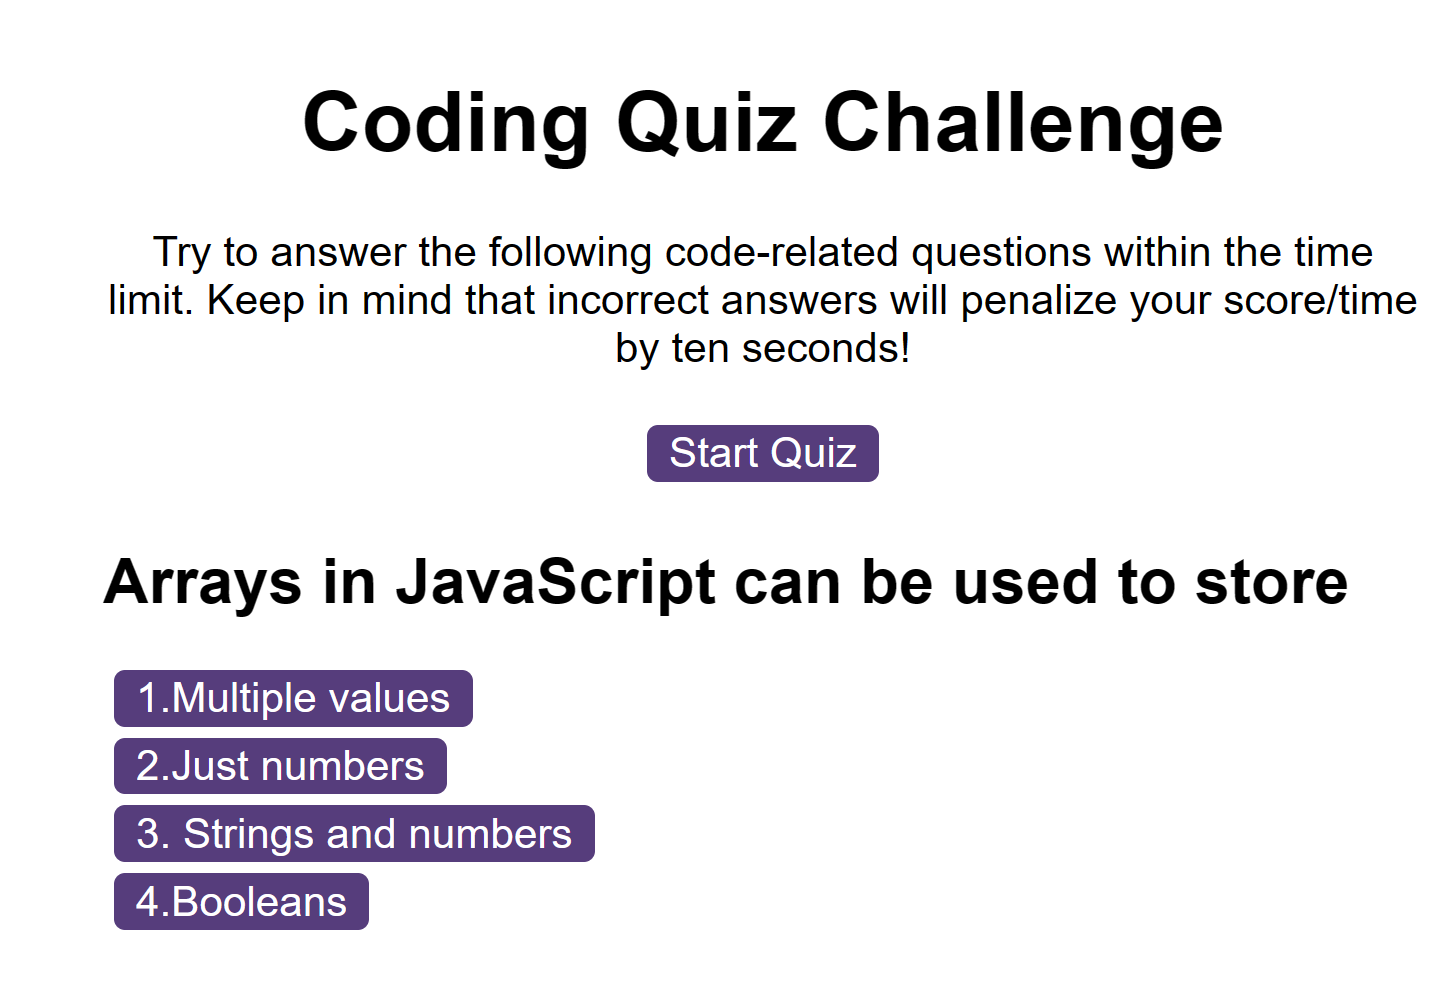 Coding Quiz Challenge
Try to answer the following code-related questions within the time
limit. Keep in mind that incorrect answers will penalize your score/time
by ten seconds!
Start Quiz
Arrays in JavaScript can be used to store
1.Multiple values
2.Just numbers
3. Strings and numbers
4.Booleans